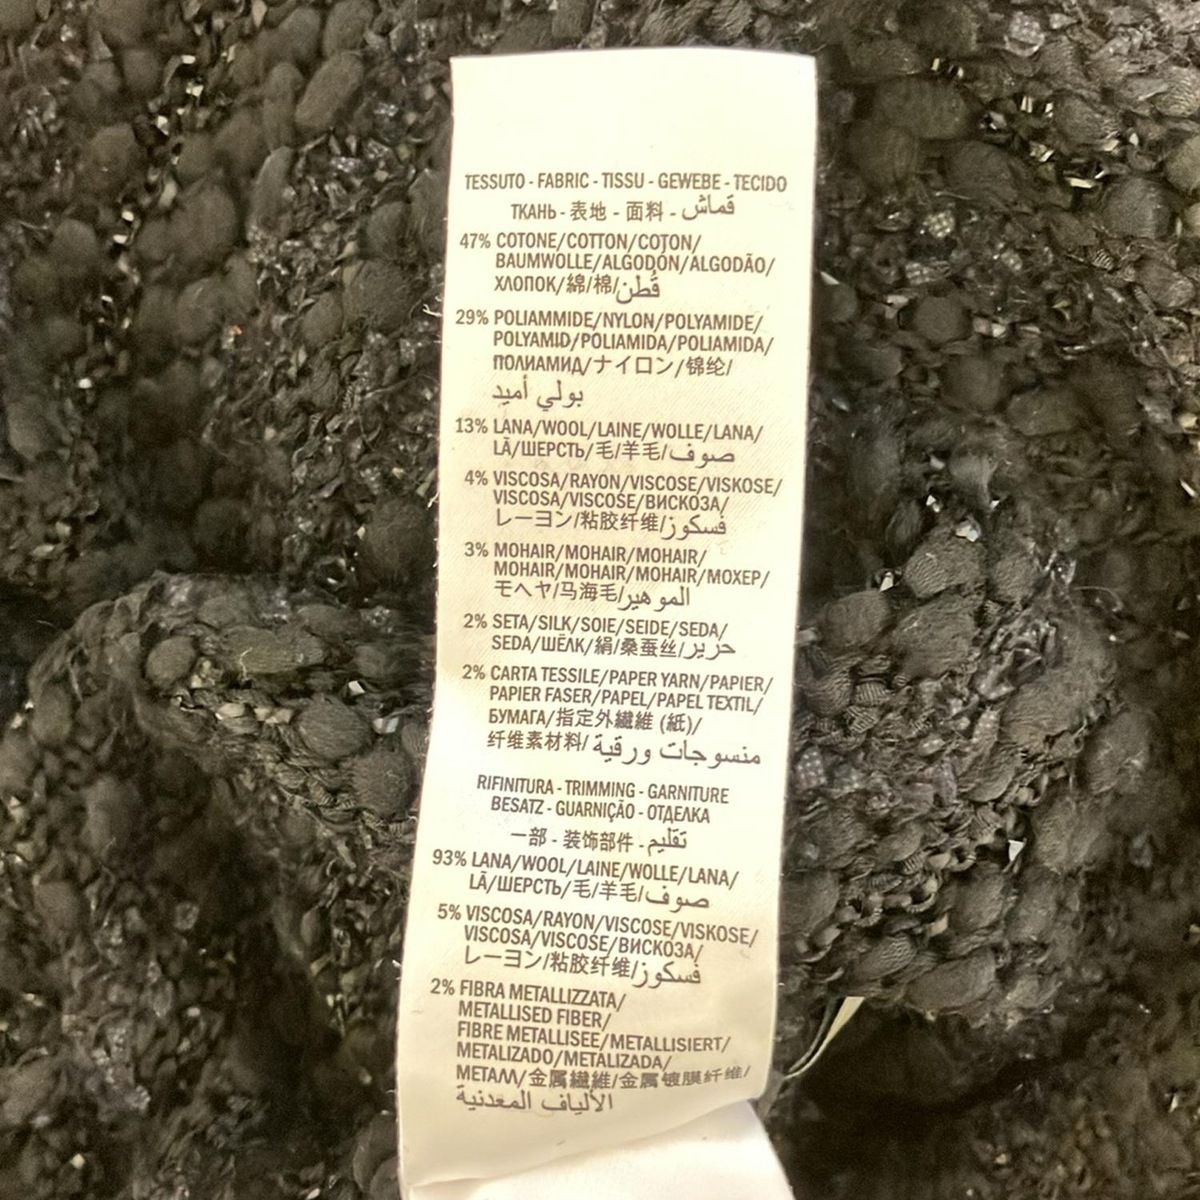 TESSUTO - FABRIC - TISSU - GEWEBE - TECIDO
ТКАНЬ - 表地 - 面料 - قماش
47% COTONE/COTTON/COTON/
BAUMWOLLE/ALGODÓN/ALGODÃO/
ХЛОПОК/綿/棉/قطن
29% POLIAMMIDE/NYLON/POLYAMIDE/
POLYAMID/POLIAMIDA/POLIAMIDA/
ПОЛИАМИД/ナイロン/锦纶/
بولي أميد
13% LANA/WOOL/LAINE/WOLLE/LANA/
LÃ/ШЕРСТЬ/毛/羊毛/صوف
4% VISCOSA/RAYON/VISCOSE/VISKOSE/
VISCOSA/VISCOSE/ВИСКОЗА/
レーヨン/粘胶纤维/فسكوز
3% MOHAIR/MOHAIR/MOHAIR/
MOHAIR/MOHAIR/MOHAIR/МОХЕР/
モヘヤ/马海毛/الموهير
2% SETA/SILK/SOIE/SEIDE/SEDA/
SEDA/ШЁЛК/絹/桑蚕丝/حرير
2% CARTA TESSILE/PAPER YARN/PAPIER/
PAPIER FASER/PAPEL/PAPEL TEXTIL/
БУМАГА/指定外繊維 (紙)/
纤维素材料/منسوجات ورقية
RIFINITURA - TRIMMING - GARNITURE
BESATZ - GUARNIÇÃO - ОТДЕЛКА
一部 - 装饰部件 - تقليم
93% LANA/WOOL/LAINE/WOLLE/LANA/
LÃ/ШЕРСТЬ/毛/羊毛/صوف
5% VISCOSA/RAYON/VISCOSE/VISKOSE/
VISCOSA/VISCOSE/ВИСКОЗА/
レーヨン/粘胶纤维/فسكوز
2% FIBRA METALLIZZATA/
METALLISED FIBER/
FIBRE METALLISEE/METALLISIERT/
METALIZADO/METALIZADA/
МЕТАЛЛ/金属繊維/金属镀膜纤维/
الألياف المعدنية